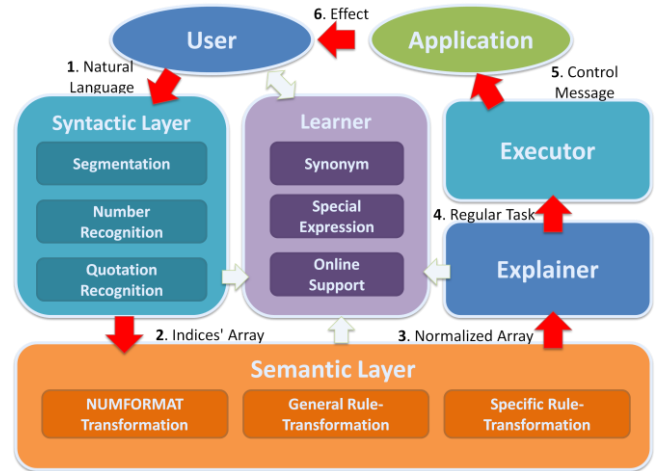 6. Effect
User
Application
1. Natural
Language
5. Control
Message
Syntactic Layer
Segmentation
Number
Recognition
Quotation
Recognition
Learner
Synonym
Special
Expression
Online
Support
Executor
4. Regular Task
Explainer
2. Indices' Array
3. Normalized Array
Semantic Layer
NUMFORMAT
Transformation
General Rule-
Transformation
Specific Rule-
Transformation